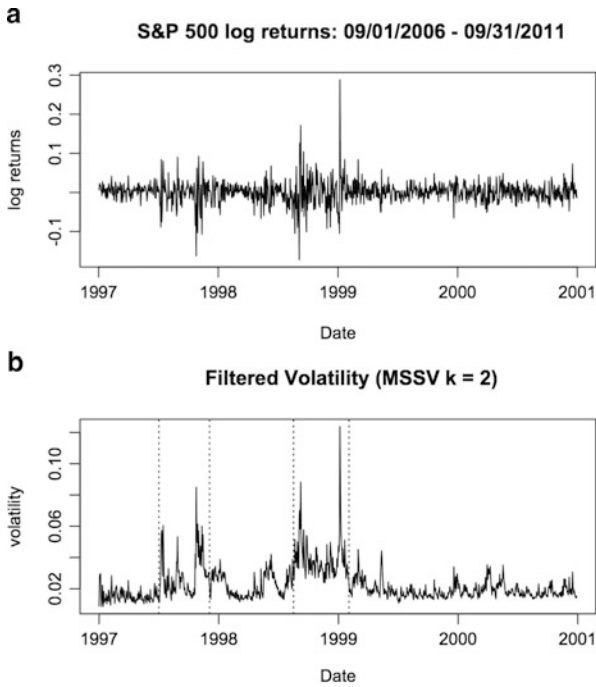 a
S&P 500 log returns: 09/01/2006 - 09/31/2011
0.3
0.2
0.1
-0.1
log returns
1997
1998
1999
2000
2001
Date
b
Filtered Volatility (MSSV k = 2)
0.10
0.06
0.02
volatility
1997
1998
1999
2000
2001
Date